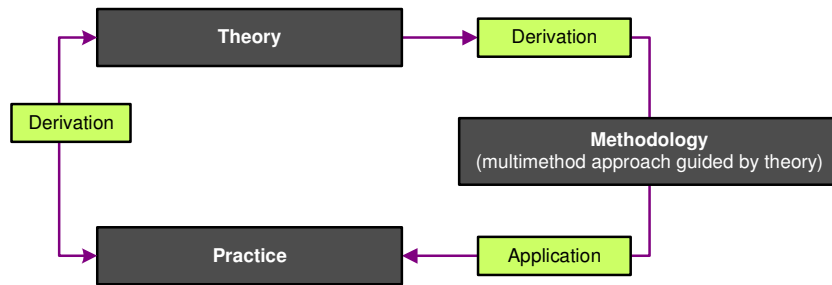 Theory
Derivation
Derivation
Methodology
(multimethod approach guided by theory)
Practice
Application